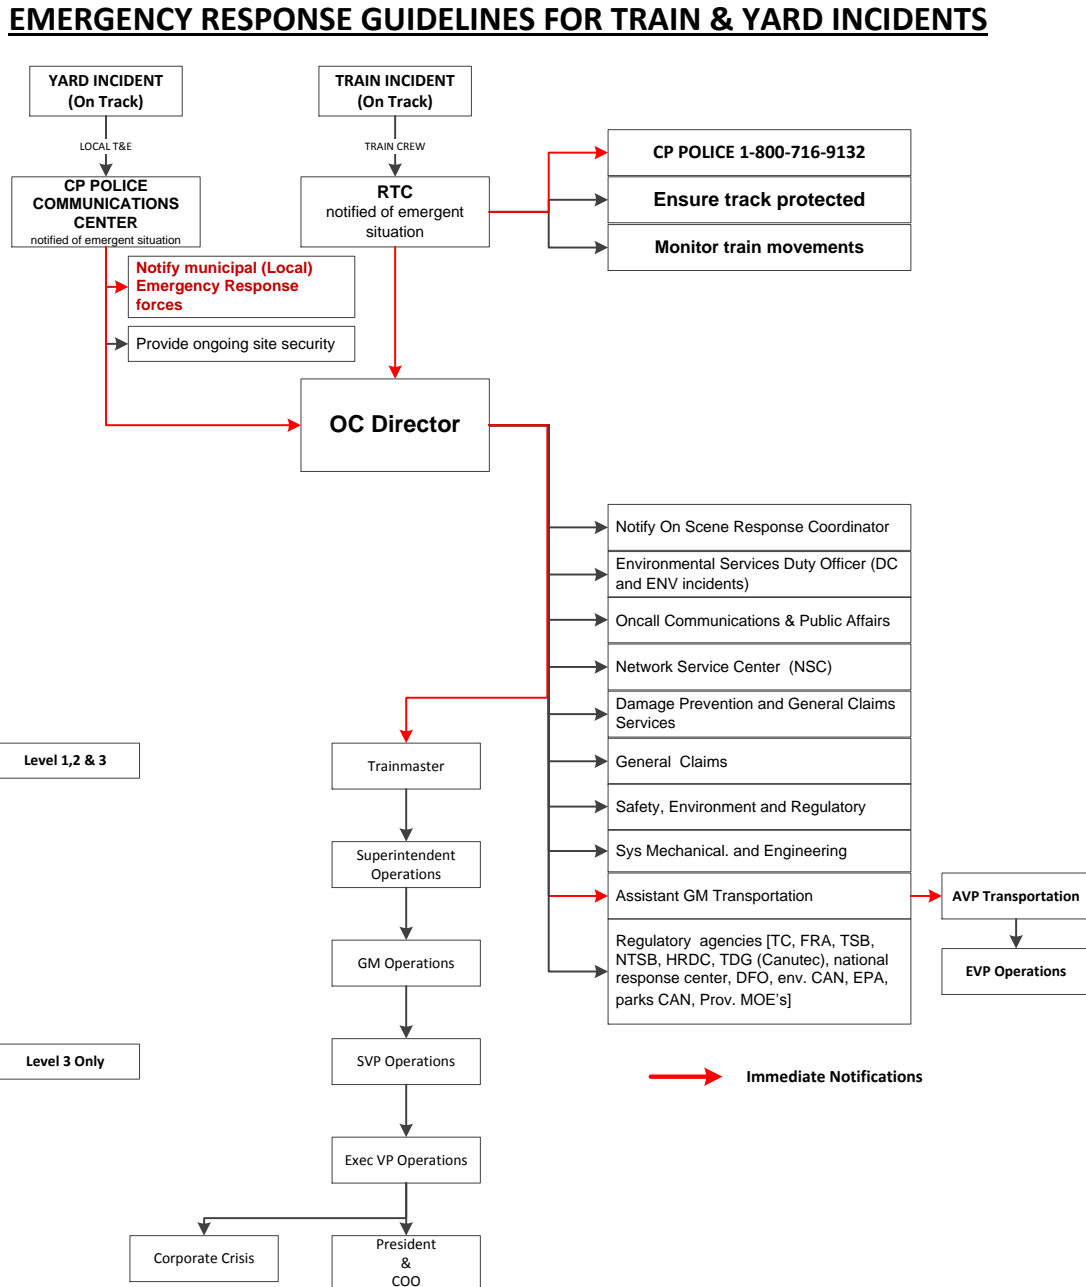 EMERGENCY RESPONSE GUIDELINES FOR TRAIN & YARD INCIDENTS
YARD INCIDENT
(On Track)
TRAIN INCIDENT
(On Track)
LOCAL T&E
TRAIN CREW
CP POLICE
COMMUNICATIONS
CENTER
notified of emergent situation
RTC
notified of emergent
situation
CP POLICE 1-800-716-9132
Ensure track protected
Monitor train movements
Notify municipal (Local)
Emergency Response
forces
Provide ongoing site security
OC Director
Notify On Scene Response Coordinator
Environmental Services Duty Officer (DC
and ENV incidents)
Oncall Communications & Public Affairs
Network Service Center (NSC)
Damage Prevention and General Claims
Services
General Claims
Safety, Environment and Regulatory
Sys Mechanical. and Engineering
Assistant GM Transportation
AVP Transportation
EVP Operations
Regulatory agencies [TC, FRA, TSB,
NTSB, HRDC, TDG (Canutec), national
response center, DFO, env. CAN, EPA,
parks CAN, Prov. MOE's]
Level 1,2 & 3
Trainmaster
Superintendent
Operations
GM Operations
Level 3 Only
SVP Operations
Immediate Notifications
Exec VP Operations
Corporate Crisis
President
&
COO